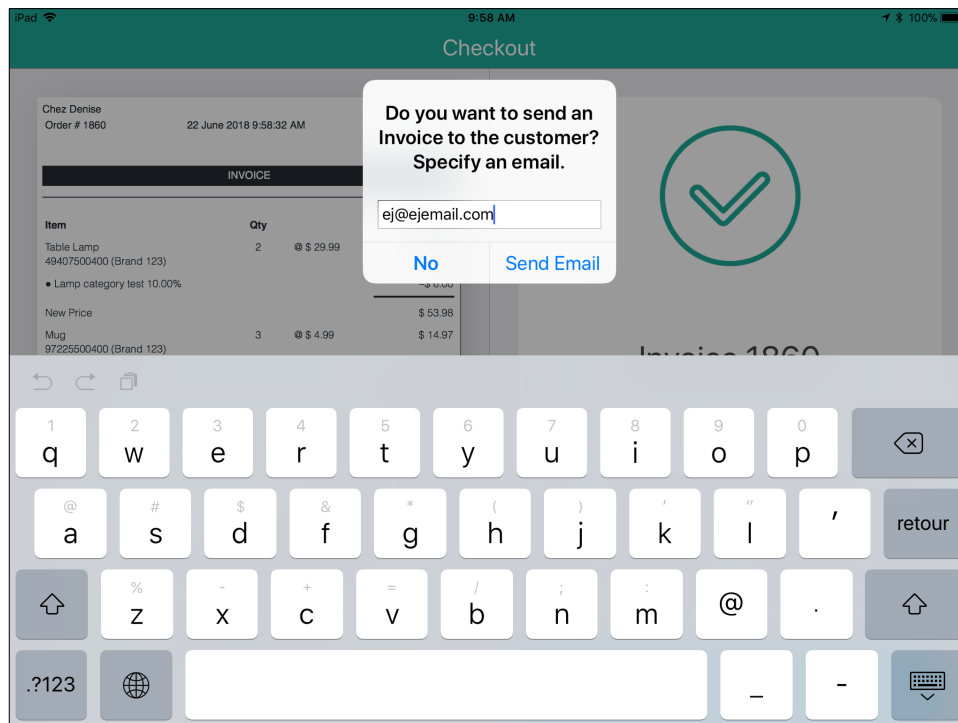 iPad 9:58 AM 100%
Checkout
Chez Denise
Order # 1860 22 June 2018 9:58:32 AM
INVOICE
Item Qty
Table Lamp 2 @ $ 29.99
49407500400 (Brand 123)
● Lamp category test 10.00% –$ 6.00
New Price $ 53.98
Mug 3 @ $ 4.99 $ 14.97
97225500400 (Brand 123)
Do you want to send an
Invoice to the customer?
Specify an email.
ej@ejemail.com
No Send Email
Invoice 1860
1 2 3 4 5 6 7 8 9 0
q w e r t y u i o p
@ # $ & * ( ) ' "
a s d f g h j k l ' retour
% - + = / ; :
z x c v b n m @ .
.?123 _ -